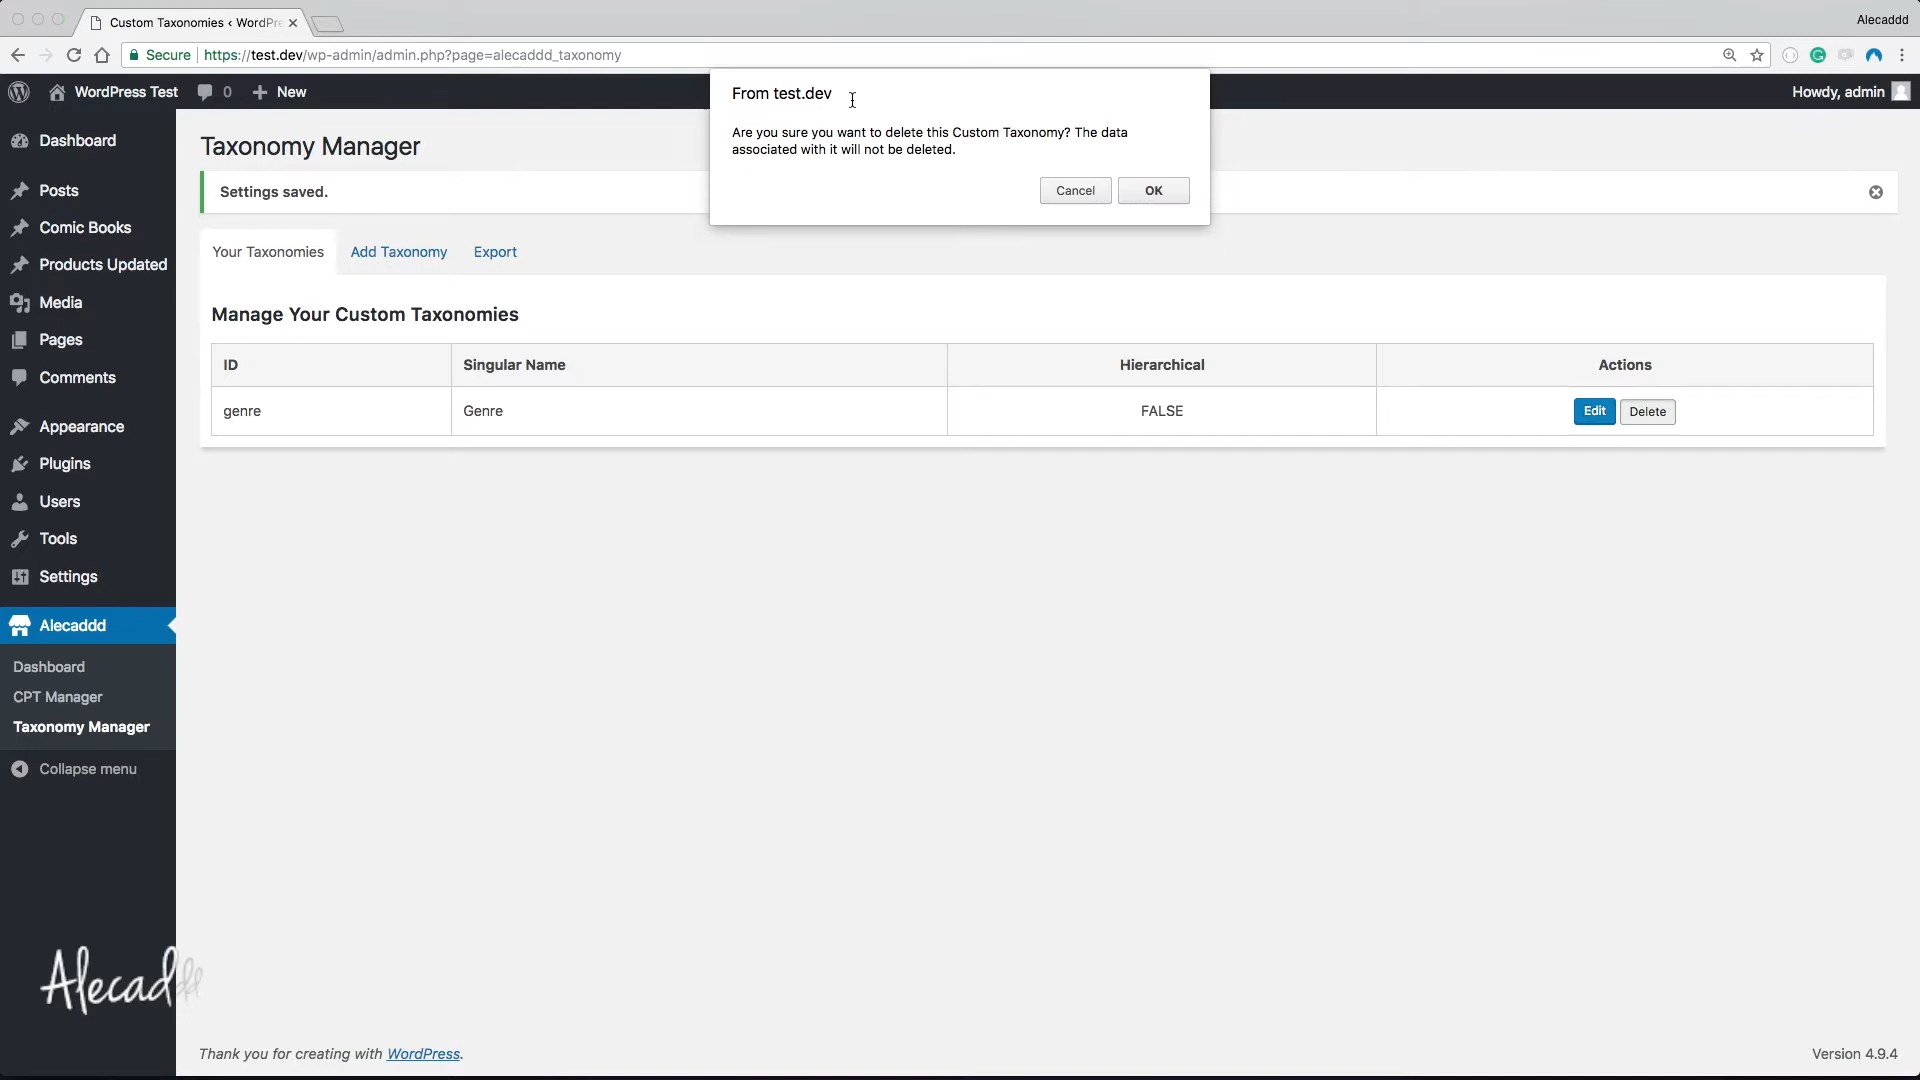 Custom Taxonomies ‹ WordPre
Alecaddd
Secure
https://test.dev/wp-admin/admin.php?page=alecaddd_taxonomy
WordPress Test
0
New
Howdy, admin
From test.dev
Are you sure you want to delete this Custom Taxonomy? The data
associated with it will not be deleted.
Cancel
OK
Dashboard
Posts
Comic Books
Products Updated
Media
Pages
Comments
Appearance
Plugins
Users
Tools
Settings
Alecaddd
Dashboard
CPT Manager
Taxonomy Manager
Collapse menu
Taxonomy Manager
Settings saved.
Your Taxonomies
Add Taxonomy
Export
Manage Your Custom Taxonomies
ID
Singular Name
Hierarchical
Actions
genre
Genre
FALSE
Edit
Delete
Alecaddd
Thank you for creating with WordPress.
Version 4.9.4